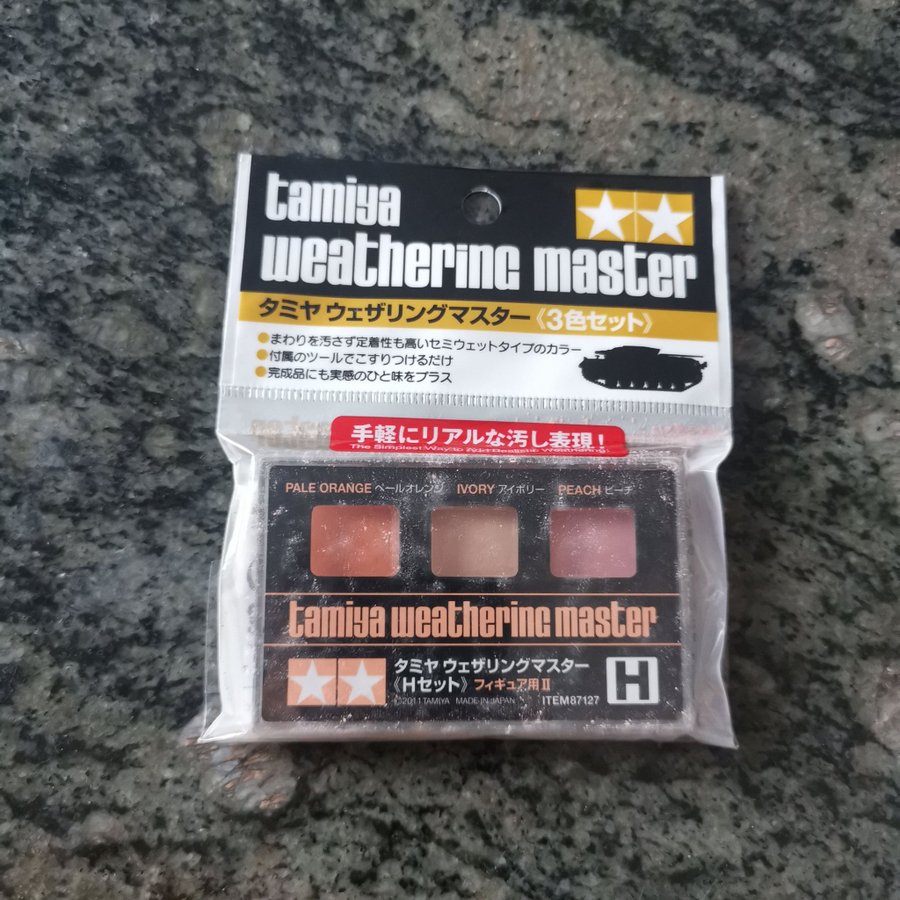 tamiya
weathering master
タミヤ ウェザリングマスター《3色セット》
●まわりを汚さず定着性も高いセミウェットタイプのカラー
●付属のツールでこすりつけるだけ
●完成品にも実感のひと味をプラス
手軽にリアルな汚し表現!
The Simplest Way to Add Realistic Weathering!
PALE ORANGE ペールオレンジ IVORY アイボリー PEACH ピーチ
tamiya weathering master
タミヤ ウェザリングマスター
《Hセット》 フィギュア用Ⅱ
©2011 TAMIYA MADE IN JAPAN ITEM87127
H